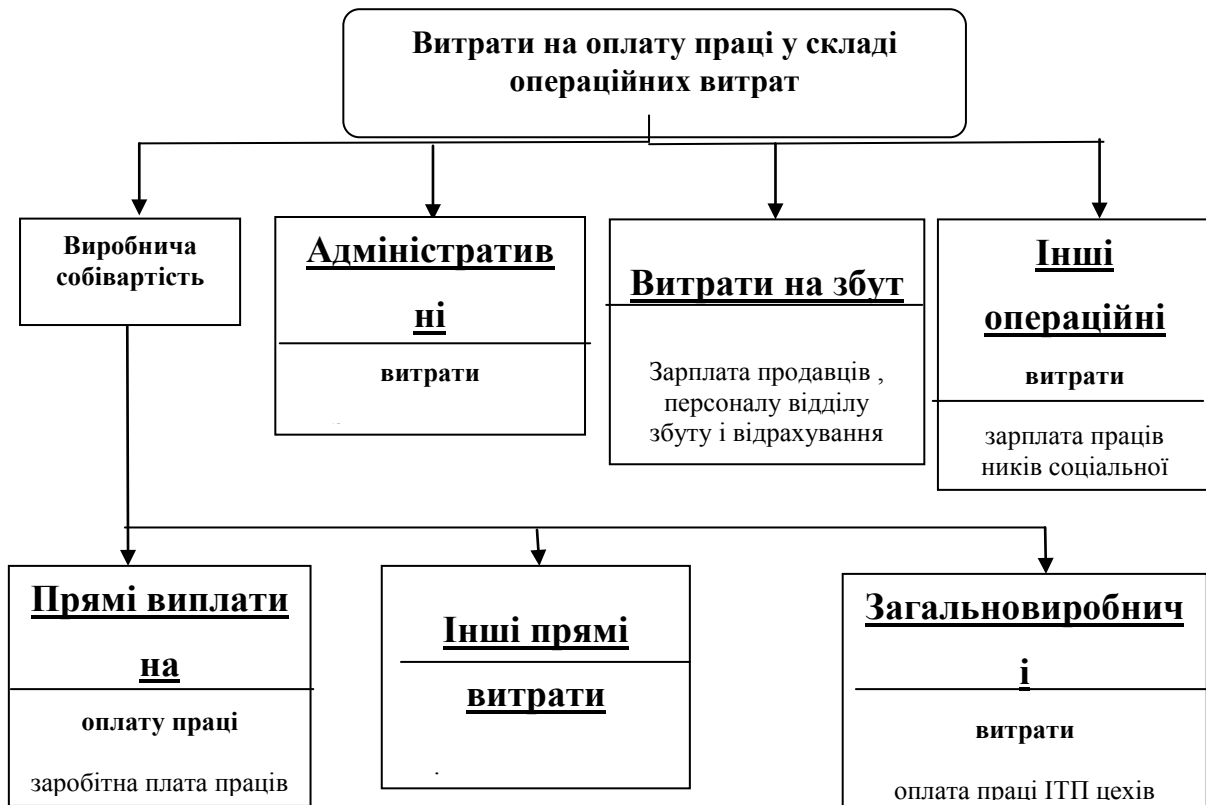 Витрати на оплату праці у складі
операційних витрат
Виробнича
собівартість
Адміністратив
ні
витрати
Витрати на збут
Зарплата продавців ,
персоналу відділу
збуту і відрахування
Інші
операційні
витрати
зарплата праців
ників соціальної
Прямі виплати
на
оплату праці
заробітна плата праців
Інші прямі
витрати
Загальновиробнич
і
витрати
оплата праці ІТП цехів